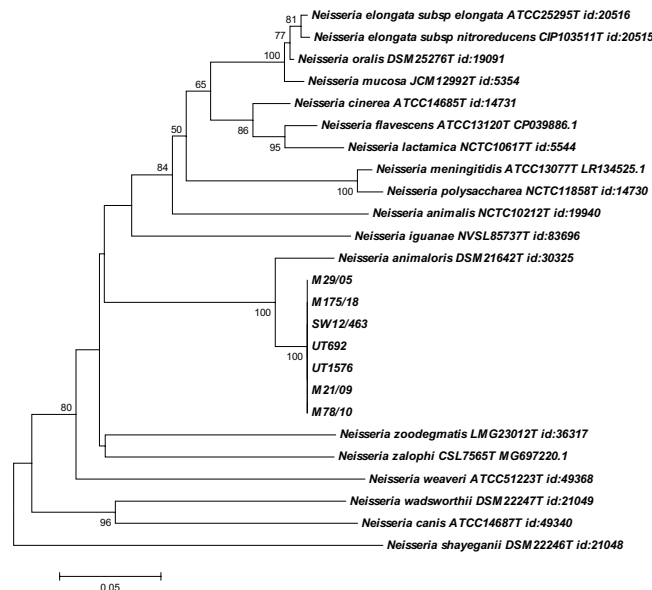 81
Neisseria elongata subsp elongata ATCC25295T id:20516
77
Neisseria elongata subsp nitroreducens CIP103511T id:20515
100
Neisseria oralis DSM25276T id:19091
65
Neisseria mucosa JCM12992T id:5354
Neisseria cinerea ATCC14685T id:14731
86
Neisseria flavescens ATCC13120T CP039886.1
50
95
Neisseria lactamica NCTC10617T id:5544
84
Neisseria meningitidis ATCC13077T LR134525.1
100
Neisseria polysaccharea NCTC11858T id:14730
Neisseria animalis NCTC10212T id:19940
Neisseria iguanae NVSL85737T id:83696
Neisseria animaloris DSM21642T id:30325
M29/05
M175/18
100
SW12/463
UT692
100
UT1576
M21/09
80
M78/10
Neisseria zoodegmatis LMG23012T id:36317
Neisseria zalophi CSL7565T MG697220.1
Neisseria weaveri ATCC51223T id:49368
Neisseria wadsworthii DSM22247T id:21049
96
Neisseria canis ATCC14687T id:49340
Neisseria shayeganii DSM22246T id:21048
0.05